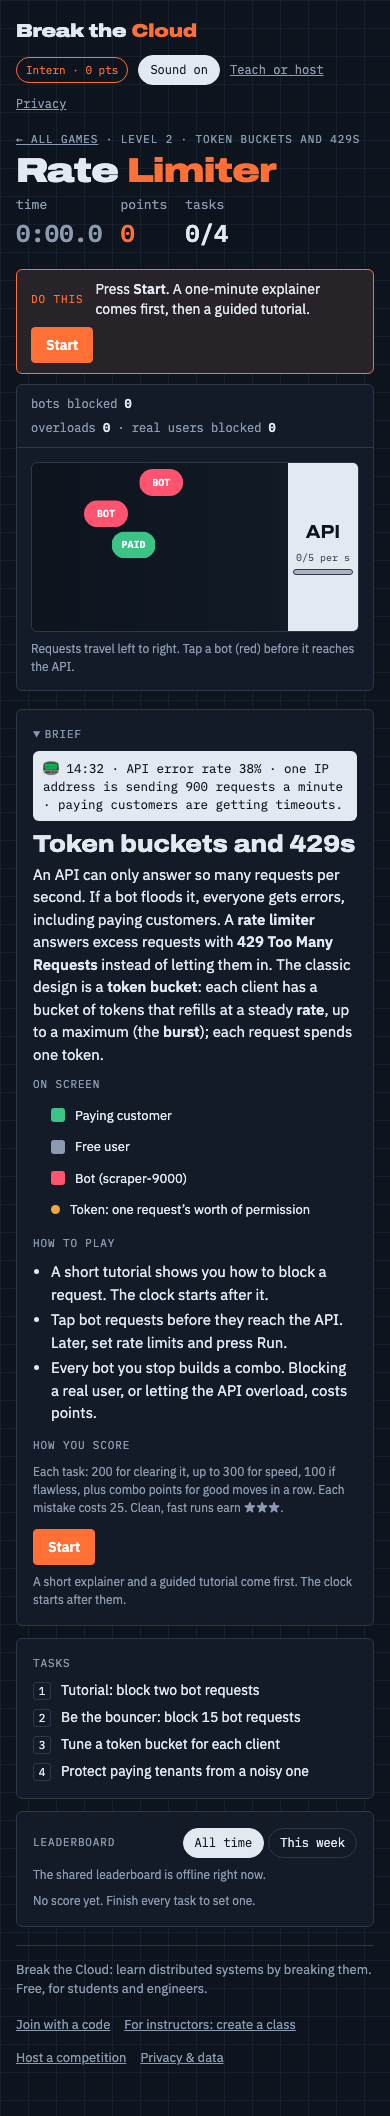 Break the Cloud
Intern · 0 pts
Sound on
Teach or host
Privacy
← ALL GAMES · LEVEL 2 · TOKEN BUCKETS AND 429S
Rate Limiter
time points tasks
0:00.0 0 0/4
DO THIS
Press Start. A one-minute explainer
comes first, then a guided tutorial.
Start
bots blocked 0
overloads 0 · real users blocked 0
BOT
BOT
PAID
API
0/5 per s
Requests travel left to right. Tap a bot (red) before it reaches
the API.
▼ BRIEF
14:32 · API error rate 38% · one IP
address is sending 900 requests a minute
· paying customers are getting timeouts.
Token buckets and 429s
An API can only answer so many requests per
second. If a bot floods it, everyone gets errors,
including paying customers. A rate limiter
answers excess requests with 429 Too Many
Requests instead of letting them in. The classic
design is a token bucket: each client has a
bucket of tokens that refills at a steady rate, up
to a maximum (the burst); each request spends
one token.
ON SCREEN
Paying customer
Free user
Bot (scraper-9000)
Token: one request’s worth of permission
HOW TO PLAY
• A short tutorial shows you how to block a
request. The clock starts after it.
• Tap bot requests before they reach the API.
Later, set rate limits and press Run.
• Every bot you stop builds a combo. Blocking
a real user, or letting the API overload, costs
points.
HOW YOU SCORE
Each task: 200 for clearing it, up to 300 for speed, 100 if
flawless, plus combo points for good moves in a row. Each
mistake costs 25. Clean, fast runs earn ★★★.
Start
A short explainer and a guided tutorial come first. The clock
starts after them.
TASKS
1 Tutorial: block two bot requests
2 Be the bouncer: block 15 bot requests
3 Tune a token bucket for each client
4 Protect paying tenants from a noisy one
LEADERBOARD
All time
This week
The shared leaderboard is offline right now.
No score yet. Finish every task to set one.
Break the Cloud: learn distributed systems by breaking them.
Free, for students and engineers.
Join with a code
For instructors: create a class
Host a competition
Privacy & data